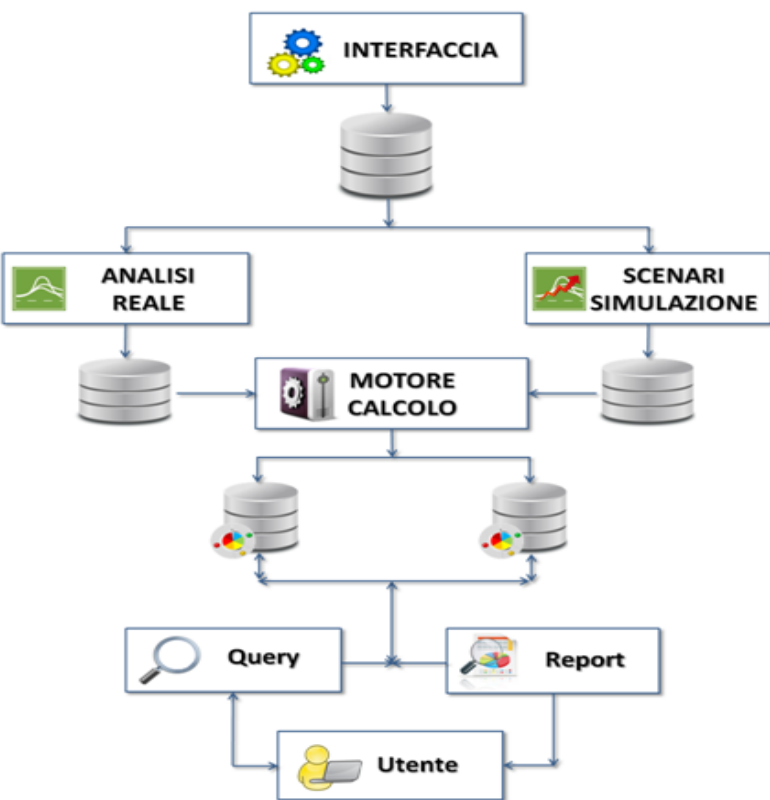 INTERFACCIA
ANALISI
REALE
SCENARI
SIMULAZIONE
MOTORE
CALCOLO
Query
Report
Utente